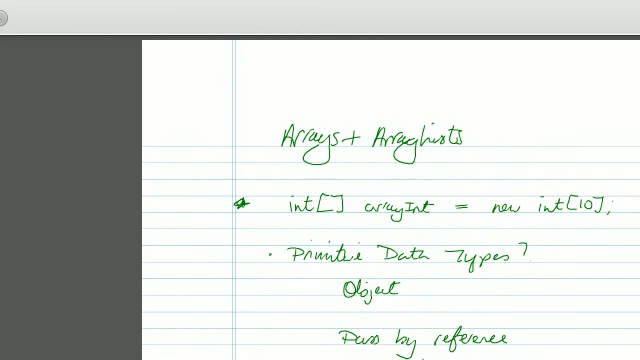 Arrays + Arraylists
* int[] arrayInt = new int[10];
· Primitive Data Types?
Object
Pass by reference